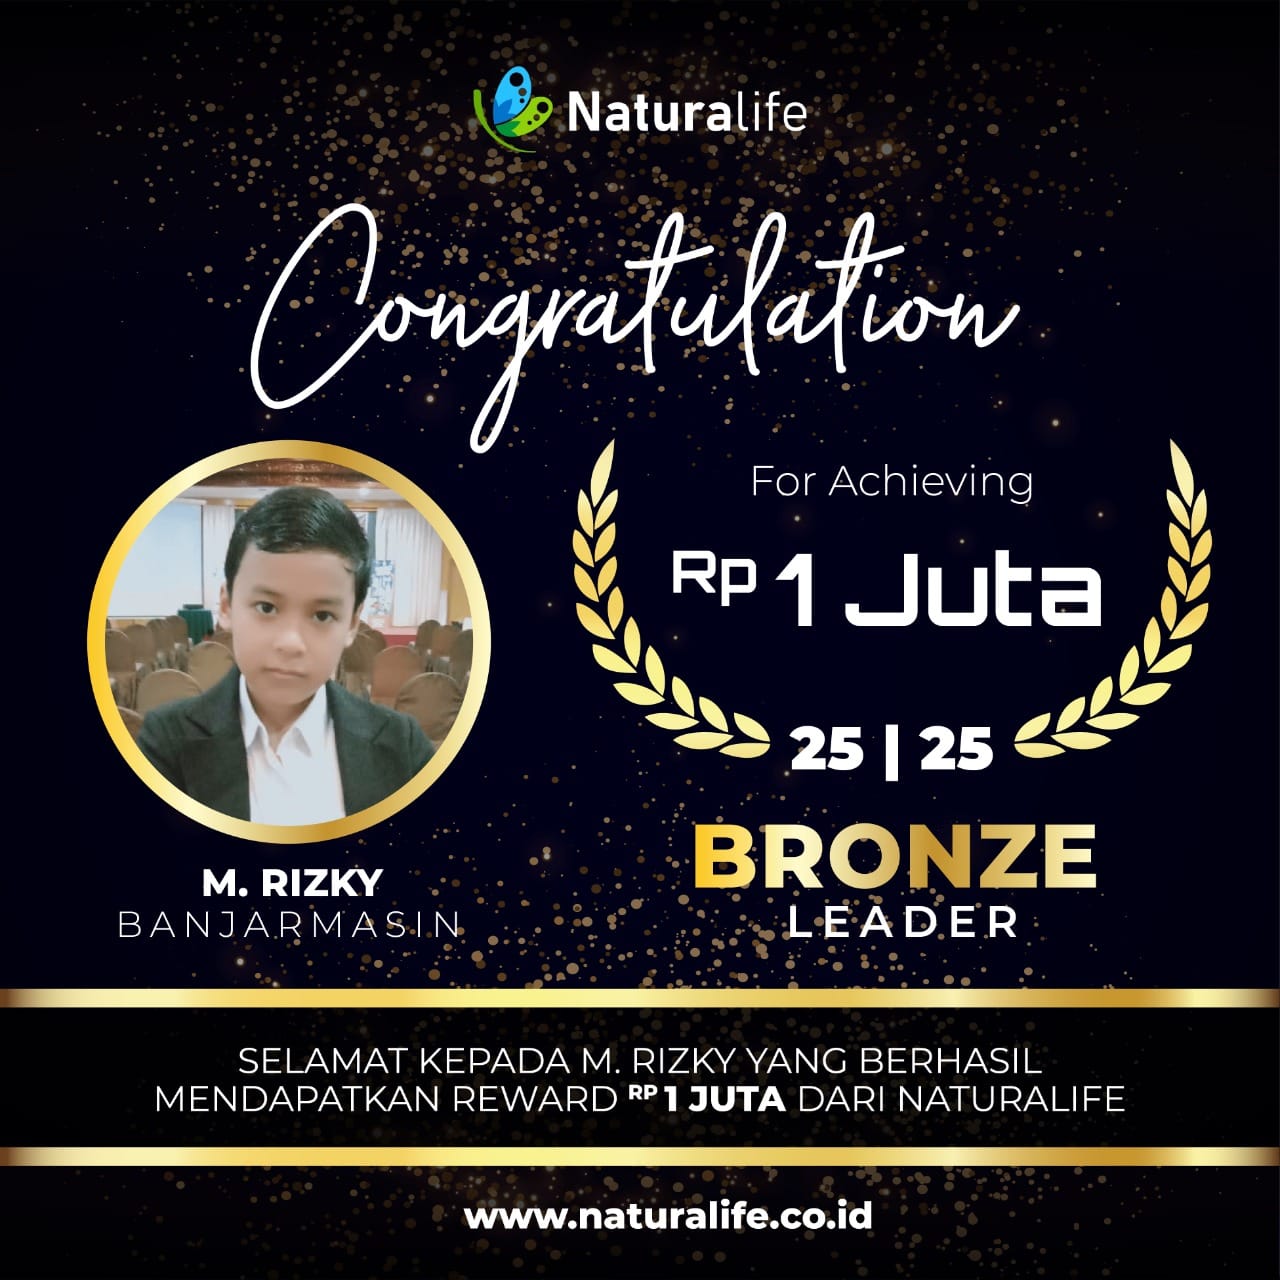 Naturalife
Congratulation
For Achieving
Rp 1 Juta
25 | 25
BRONZE
LEADER
M. RIZKY
BANJARMASIN
SELAMAT KEPADA M. RIZKY YANG BERHASIL
MENDAPATKAN REWARD RP 1 JUTA DARI NATURALIFE
www.naturalife.co.id